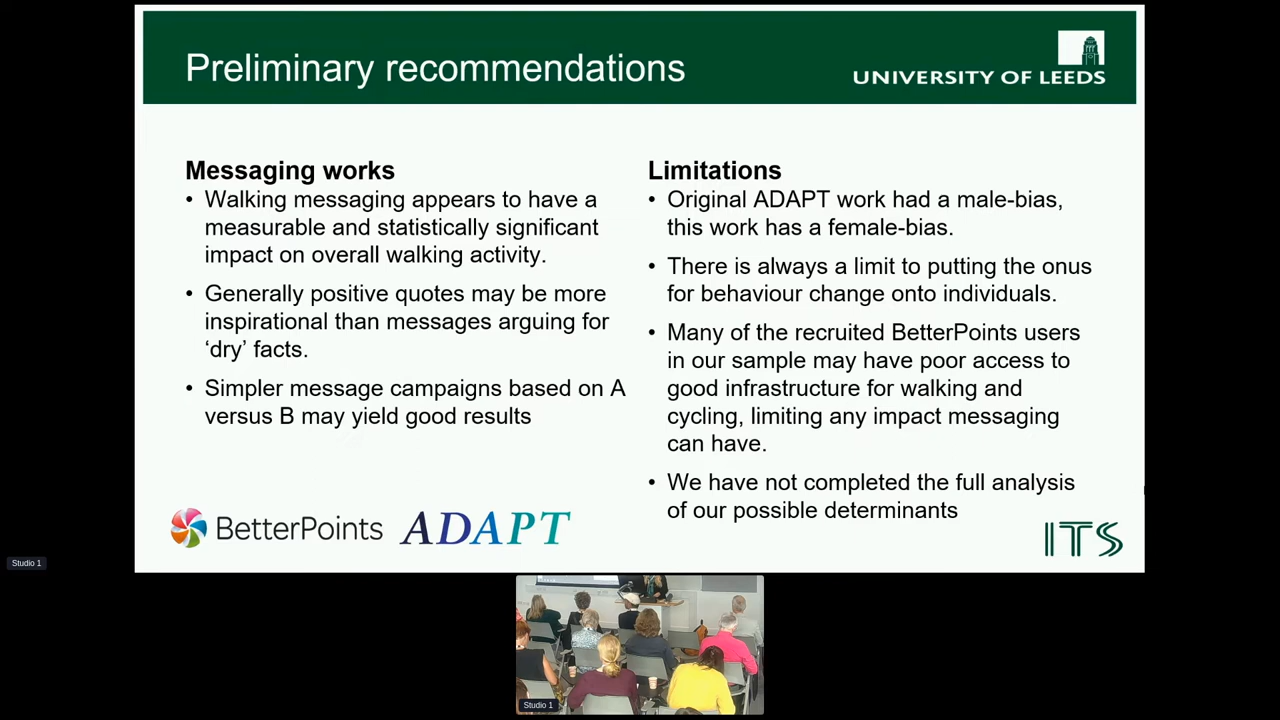 Preliminary recommendations
UNIVERSITY OF LEEDS
Messaging works
• Walking messaging appears to have a
measurable and statistically significant
impact on overall walking activity.
• Generally positive quotes may be more
inspirational than messages arguing for
‘dry’ facts.
• Simpler message campaigns based on A
versus B may yield good results
Limitations
• Original ADAPT work had a male-bias,
this work has a female-bias.
• There is always a limit to putting the onus
for behaviour change onto individuals.
• Many of the recruited BetterPoints users
in our sample may have poor access to
good infrastructure for walking and
cycling, limiting any impact messaging
can have.
• We have not completed the full analysis
of our possible determinants
BetterPoints
ADAPT
ITS
Studio 1
Studio 1